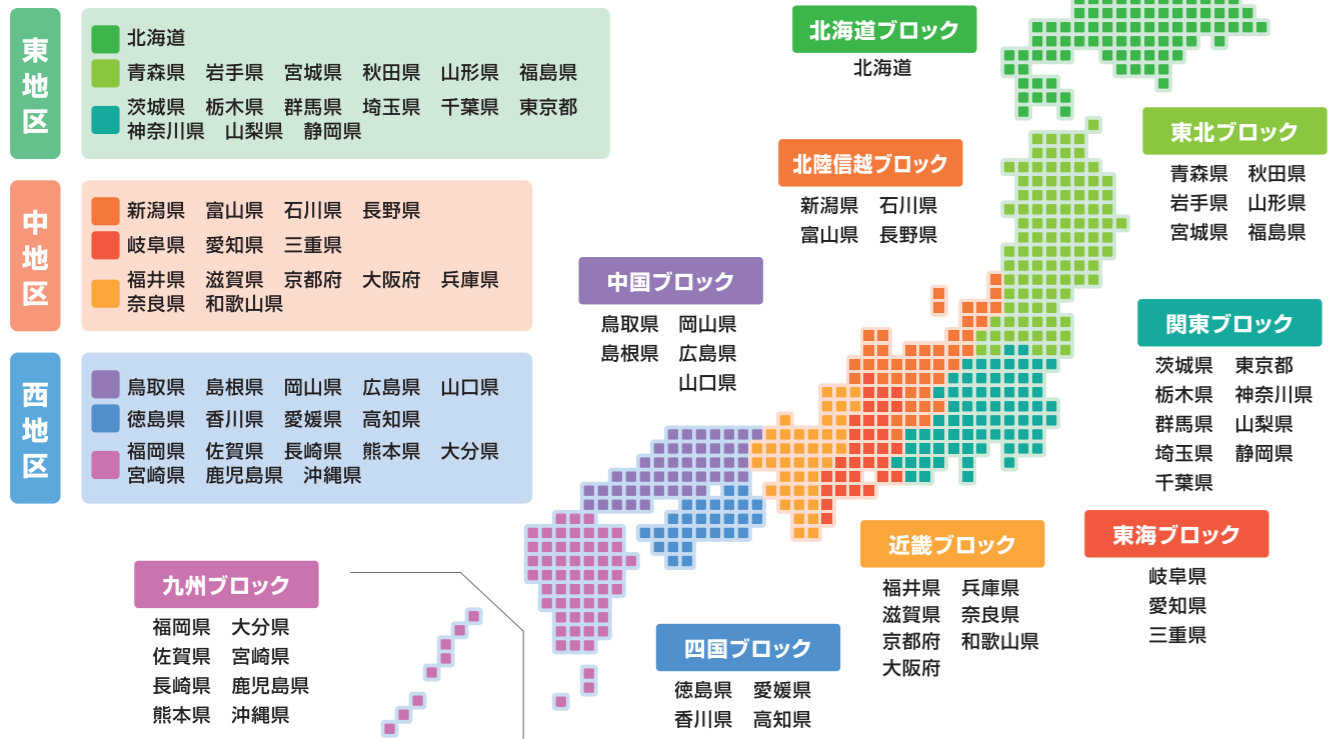 東地区
北海道
青森県 岩手県 宮城県 秋田県 山形県 福島県
茨城県 栃木県 群馬県 埼玉県 千葉県 東京都
神奈川県 山梨県 静岡県
中地区
新潟県 富山県 石川県 長野県
岐阜県 愛知県 三重県
福井県 滋賀県 京都府 大阪府 兵庫県
奈良県 和歌山県
西地区
鳥取県 島根県 岡山県 広島県 山口県
徳島県 香川県 愛媛県 高知県
福岡県 佐賀県 長崎県 熊本県 大分県
宮崎県 鹿児島県 沖縄県
北海道ブロック
北海道
東北ブロック
青森県 秋田県
岩手県 山形県
宮城県 福島県
北陸信越ブロック
新潟県 石川県
富山県 長野県
中国ブロック
鳥取県 岡山県
島根県 広島県
山口県
関東ブロック
茨城県 東京都
栃木県 神奈川県
群馬県 山梨県
埼玉県 静岡県
千葉県
東海ブロック
岐阜県
愛知県
三重県
近畿ブロック
福井県 兵庫県
滋賀県 奈良県
京都府 和歌山県
大阪府
四国ブロック
徳島県 愛媛県
香川県 高知県
九州ブロック
福岡県 大分県
佐賀県 宮崎県
長崎県 鹿児島県
熊本県 沖縄県